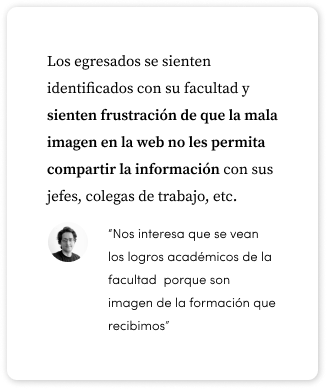 Los egresados se sienten
identificados con su facultad y
sienten frustración de que la mala
imagen en la web no les permita
compartir la información con sus
jefes, colegas de trabajo, etc.
“Nos interesa que se vean
los logros académicos de la
facultad porque son
imagen de la formación que
recibimos”